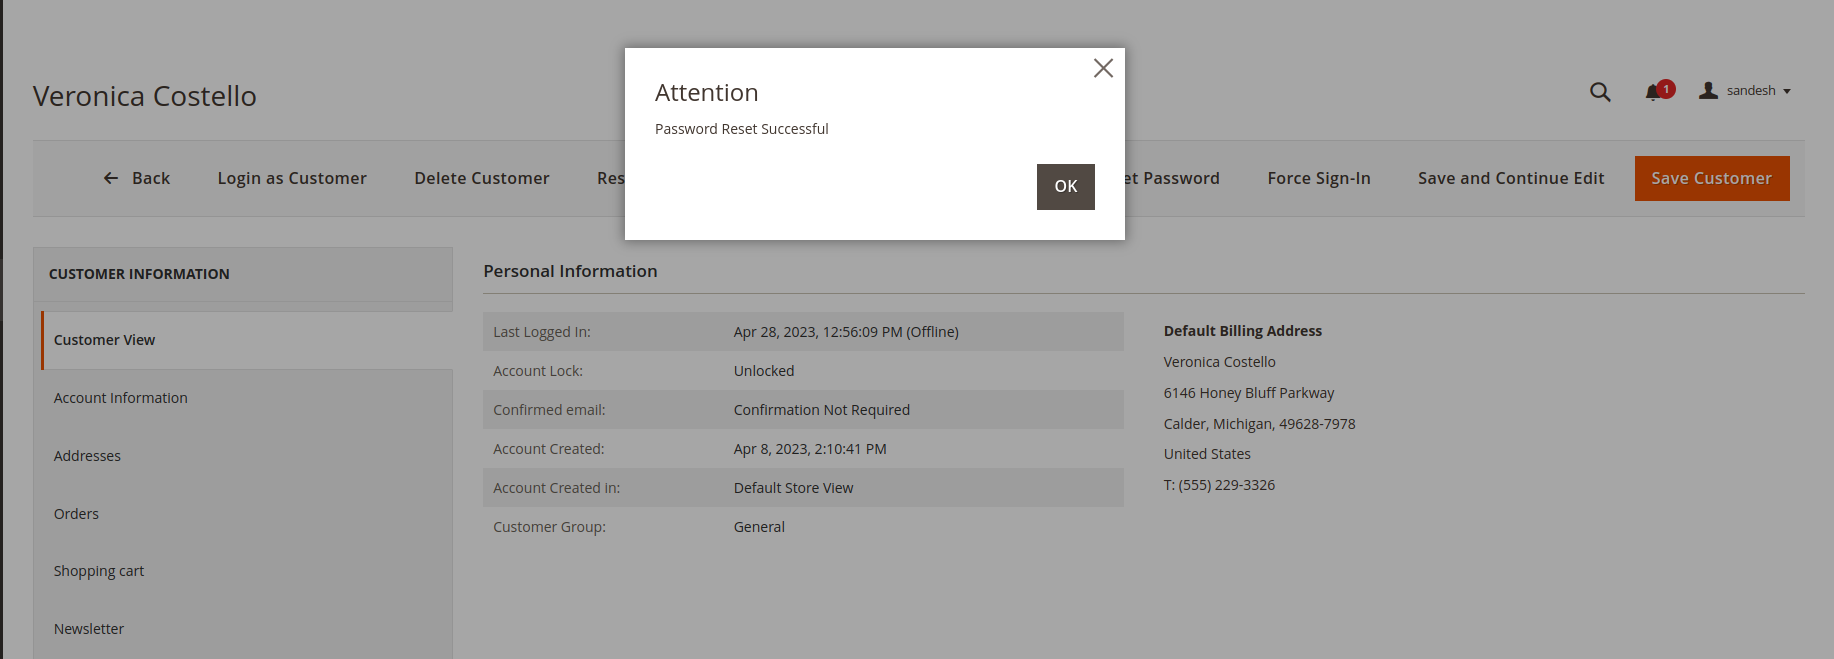 Attention
Password Reset Successful
OK
Veronica Costello
1
sandesh
Back
Login as Customer
Delete Customer
Res
et Password
Force Sign-In
Save and Continue Edit
Save Customer
CUSTOMER INFORMATION
Customer View
Account Information
Addresses
Orders
Shopping cart
Newsletter
Personal Information
Last Logged In: Apr 28, 2023, 12:56:09 PM (Offline)
Account Lock: Unlocked
Confirmed email: Confirmation Not Required
Account Created: Apr 8, 2023, 2:10:41 PM
Account Created in: Default Store View
Customer Group: General
Default Billing Address
Veronica Costello
6146 Honey Bluff Parkway
Calder, Michigan, 49628-7978
United States
T: (555) 229-3326